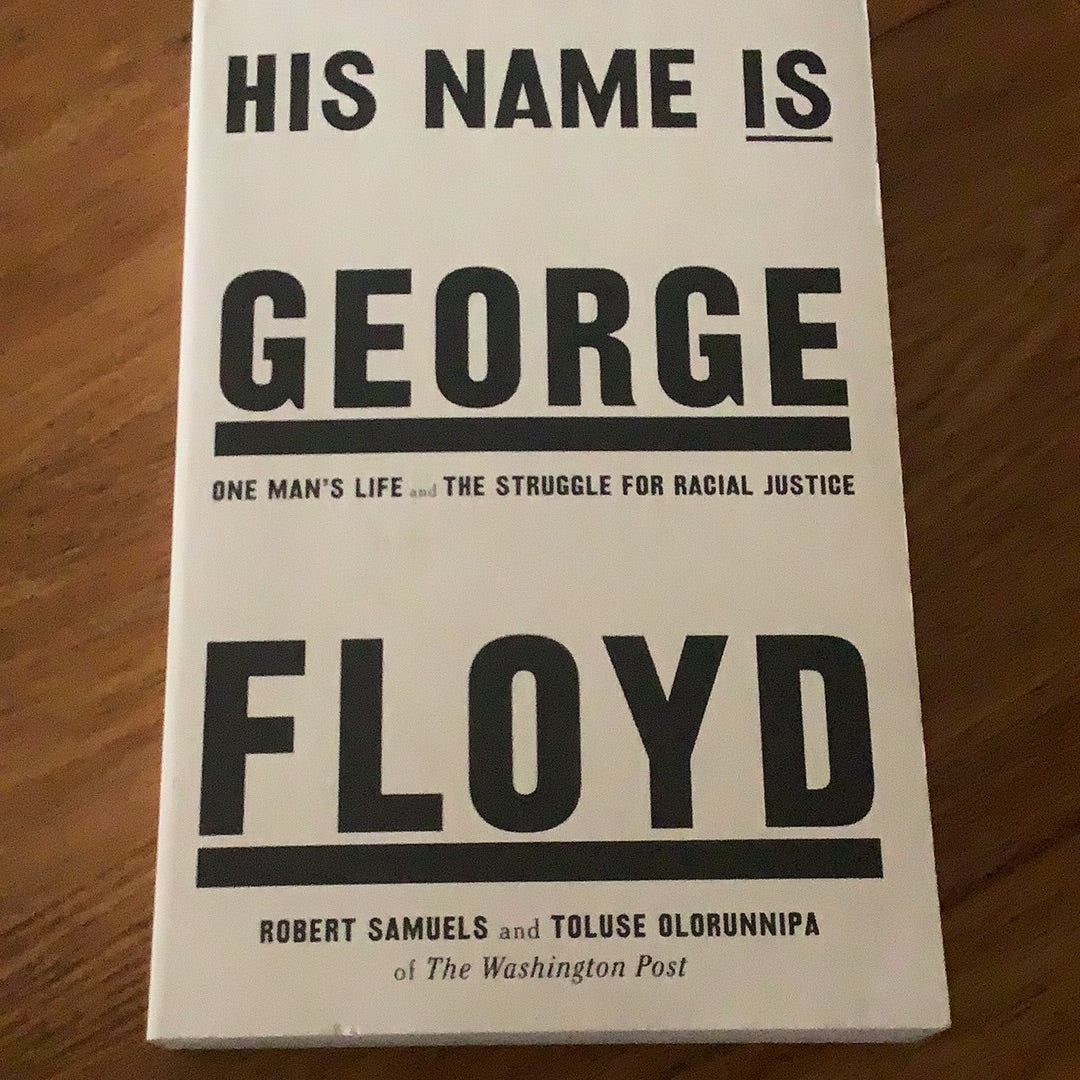 HIS NAME IS
GEORGE
ONE MAN'S LIFE and THE STRUGGLE FOR RACIAL JUSTICE
FLOYD
ROBERT SAMUELS and TOLUSE OLORUNNIPA
of The Washington Post